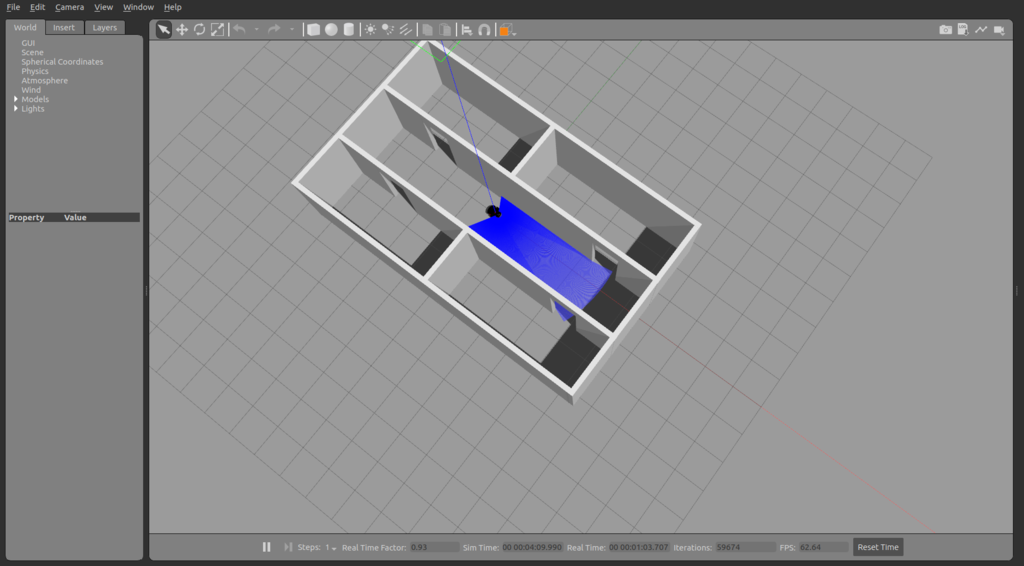 File Edit Camera View Window Help
World Insert Layers
GUI
Scene
Spherical Coordinates
Physics
Atmosphere
Wind
Models
Lights
Property Value
Steps: 1 Real Time Factor: 0.93 Sim Time: 00 00:04:09.990 Real Time: 00 00:01:03.707 Iterations: 59674 FPS: 62.64 Reset Time